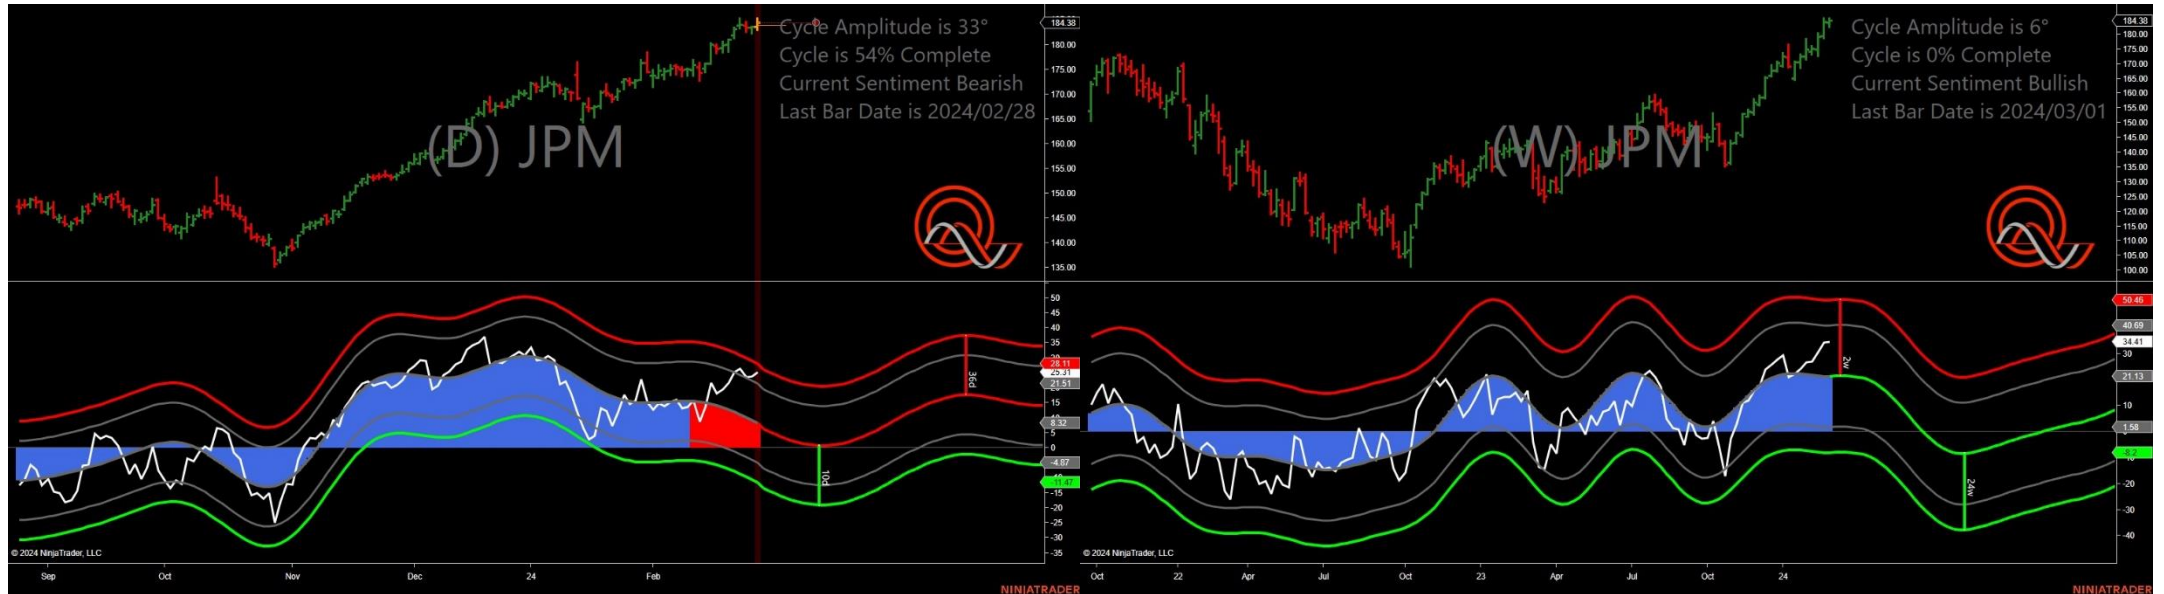 Cycle Amplitude is 33°
Cycle is 54% Complete
Current Sentiment Bearish
Last Bar Date is 2024/02/28
(D) JPM
184.38
180.00
175.00
170.00
165.00
160.00
155.00
150.00
145.00
140.00
135.00
50
45
40
35
28.11
25.31
21.51
15
8.32
5
0
-4.87
-11.47
-15
-20
-25
-30
-35
36d
10d
© 2024 NinjaTrader, LLC
Sep Oct Nov Dec 24 Feb
NINJATRADER
Cycle Amplitude is 6°
Cycle is 0% Complete
Current Sentiment Bullish
Last Bar Date is 2024/03/01
(W) JPM
184.38
180.00
175.00
170.00
165.00
160.00
155.00
150.00
145.00
140.00
135.00
130.00
125.00
120.00
115.00
110.00
105.00
100.00
50.46
40.69
34.41
30
21.13
10
1.58
-8.2
-20
-30
-40
2w
24w
© 2024 NinjaTrader, LLC
Oct 22 Apr Jul Oct 23 Apr Jul Oct 24
NINJATRADER